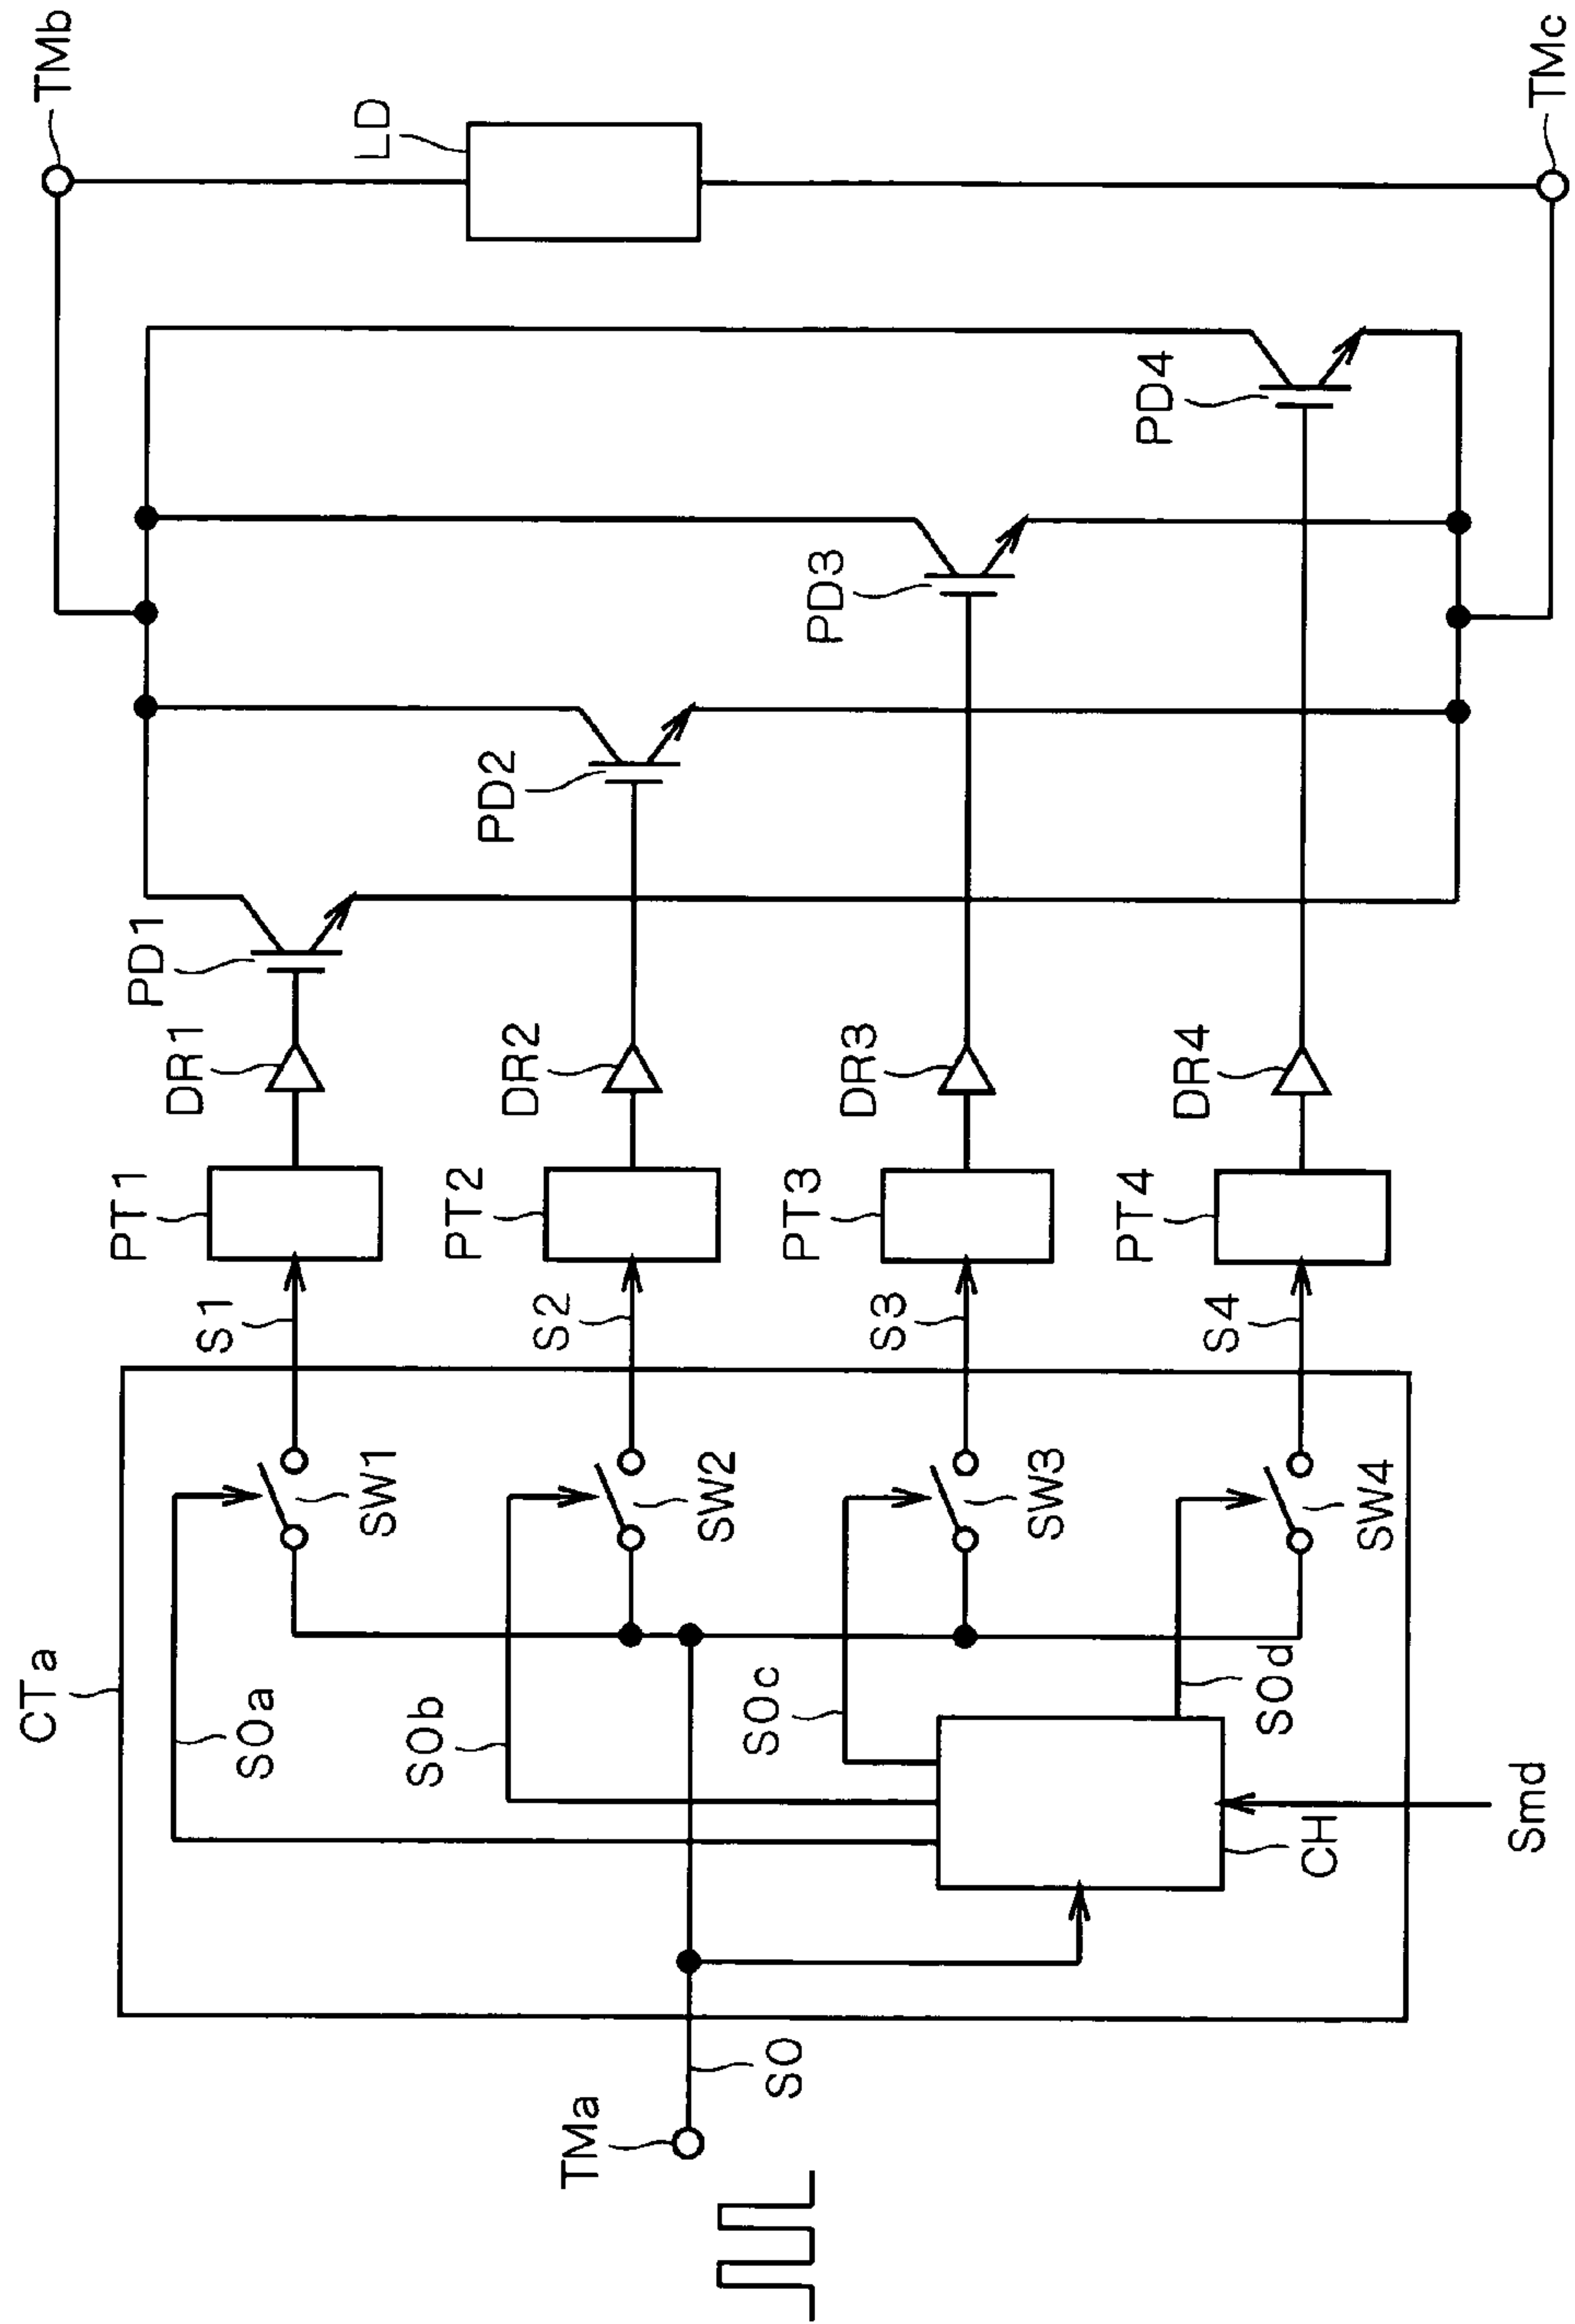 TMb
LD
TMc
PD4
PD3
PD2
PD1
DR1
DR2
DR3
DR4
PT1
PT2
PT3
PT4
S1
S2
S3
S4
SW1
SW2
SW3
SW4
CTa
S0a
S0b
S0c
S0d
CH
Smd
S0
TMa